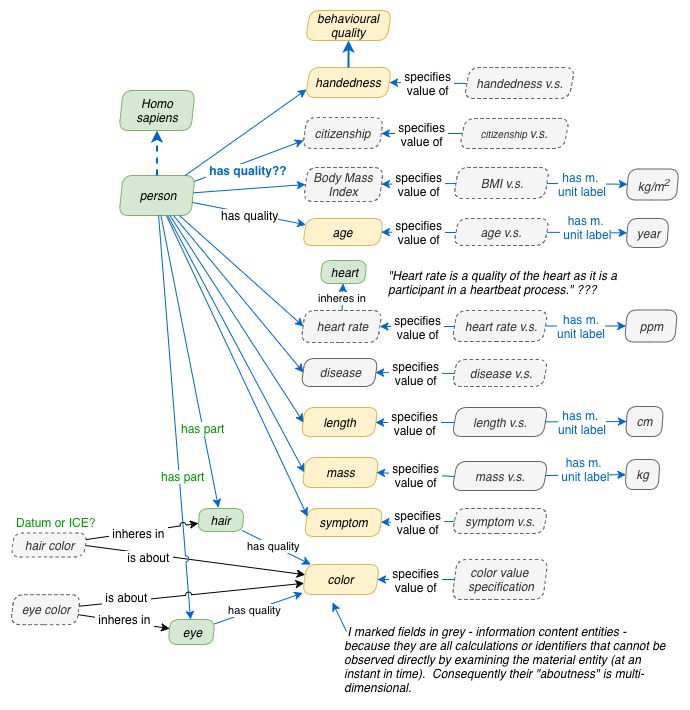 behavioural
quality
handedness
specifies
value of
handedness v.s.
Homo
sapiens
citizenship
specifies
value of
citizenship v.s.
has quality??
Body Mass
Index
specifies
value of
BMI v.s.
has m.
unit label
kg/m²
person
has quality
age
specifies
value of
age v.s.
has m.
unit label
year
heart
"Heart rate is a quality of the heart as it is a
participant in a heartbeat process." ???
inheres in
heart rate
specifies
value of
heart rate v.s.
has m.
unit label
ppm
disease
specifies
value of
disease v.s.
length
specifies
value of
length v.s.
has m.
unit label
cm
has part
mass
specifies
value of
mass v.s.
has m.
unit label
kg
has part
Datum or ICE?
hair
symptom
specifies
value of
symptom v.s.
inheres in
hair color
has quality
is about
color
specifies
value of
color value
specification
is about
eye color
has quality
inheres in
eye
I marked fields in grey - information content entities -
because they are all calculations or identifiers that cannot be
observed directly by examining the material entity (at an
instant in time). Consequently their "aboutness" is multi-
dimensional.